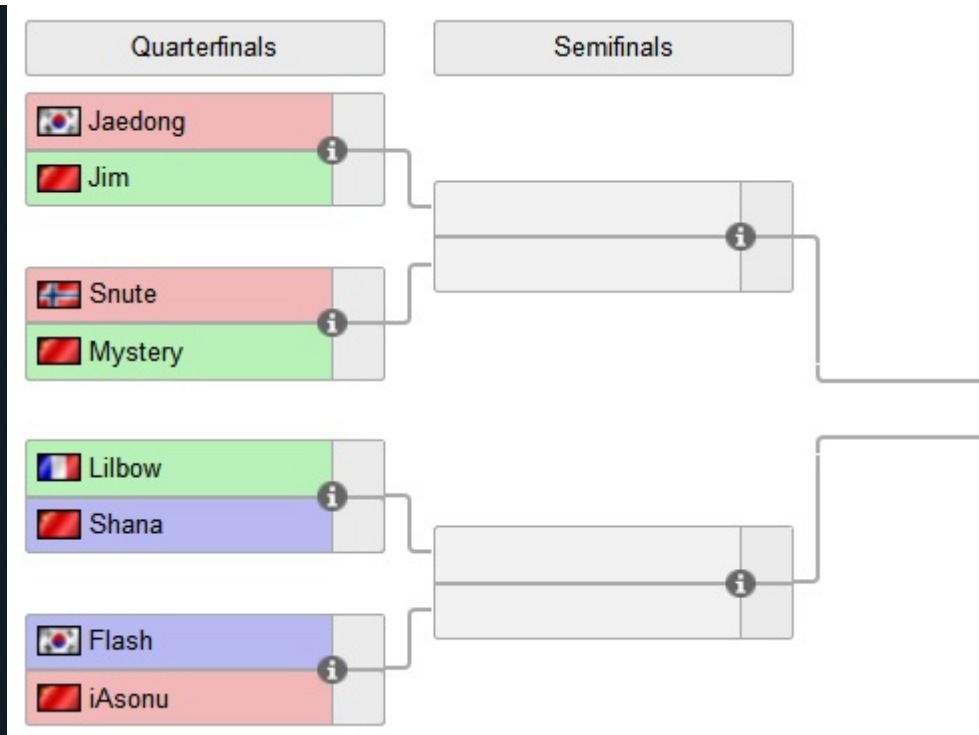 Quarterfinals
Semifinals
Jaedong
Jim
Snute
Mystery
Lilbow
Shana
Flash
iAsonu